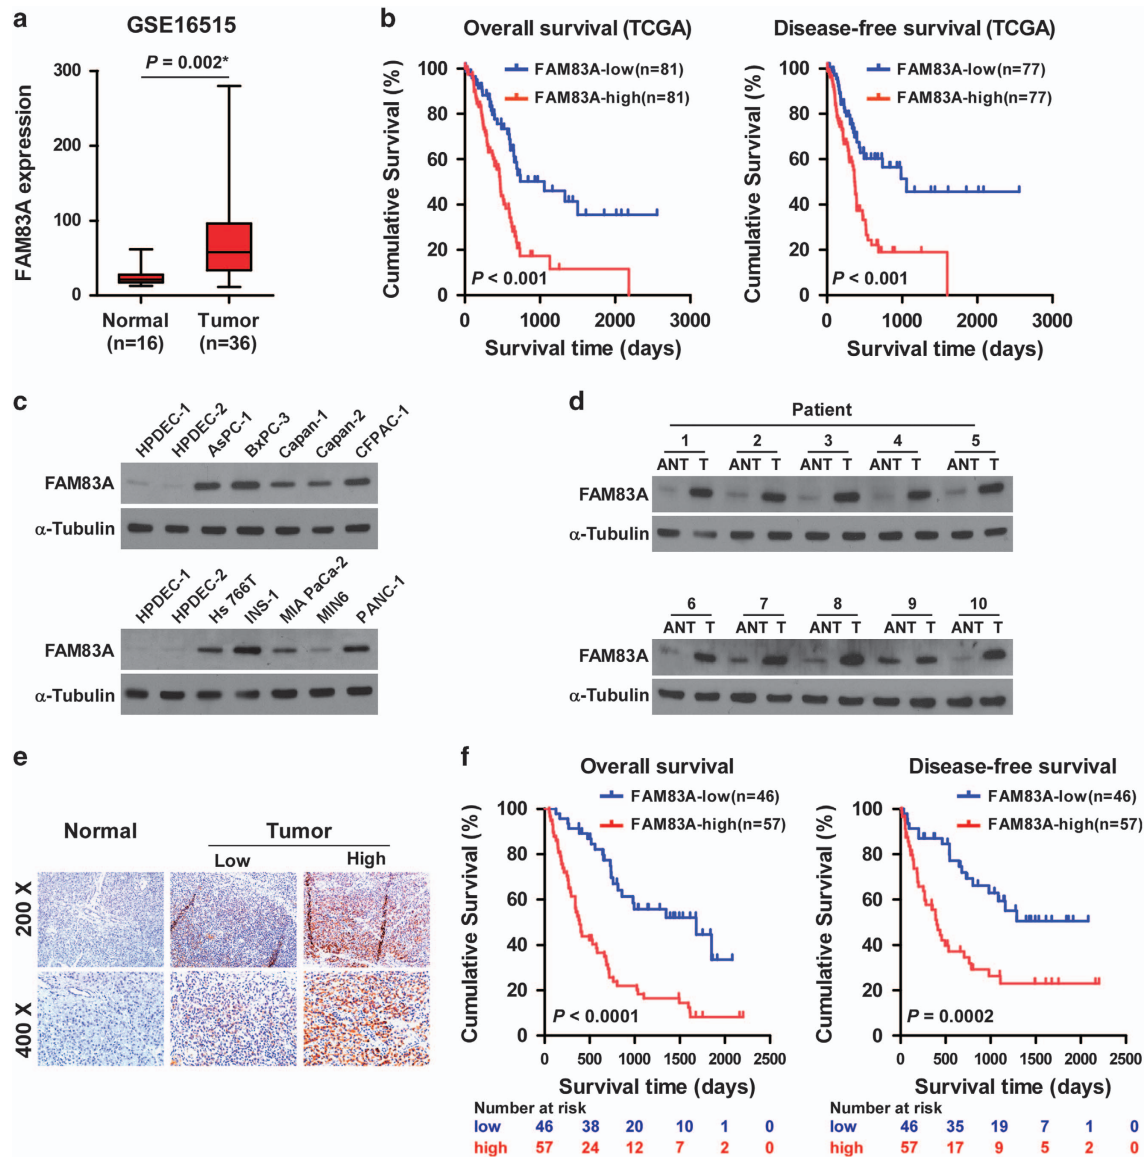 a
GSE16515
P = 0.002*
FAM83A expression
300
200
100
0
Normal
(n=16)
Tumor
(n=36)
b
Overall survival (TCGA)
FAM83A-low(n=81)
FAM83A-high(n=81)
Cumulative Survival (%)
100
80
60
40
20
0
P < 0.001
0 1000 2000 3000
Survival time (days)
Disease-free survival (TCGA)
FAM83A-low(n=77)
FAM83A-high(n=77)
Cumulative Survival (%)
100
80
60
40
20
0
P < 0.001
0 1000 2000 3000
Survival time (days)
c
HPDEC-1 HPDEC-2 AsPC-1 BxPC-3 Capan-1 Capan-2 CFPAC-1
FAM83A
α-Tubulin
HPDEC-1 HPDEC-2 Hs 766T INS-1 MIA PaCa-2 MIN6 PANC-1
FAM83A
α-Tubulin
d
Patient
1 2 3 4 5
ANT T ANT T ANT T ANT T ANT T
FAM83A
α-Tubulin
6 7 8 9 10
ANT T ANT T ANT T ANT T ANT T
FAM83A
α-Tubulin
e
Normal
Tumor
Low High
200 X
400 X
f
Overall survival
FAM83A-low(n=46)
FAM83A-high(n=57)
Cumulative Survival (%)
100
80
60
40
20
0
P < 0.0001
0 500 1000 1500 2000 2500
Survival time (days)
Number at risk
low 46 38 20 10 1 0
high 57 24 12 7 2 0
Disease-free survival
FAM83A-low(n=46)
FAM83A-high(n=57)
Cumulative Survival (%)
100
80
60
40
20
0
P = 0.0002
0 500 1000 1500 2000 2500
Survival time (days)
Number at risk
low 46 35 19 7 1 0
high 57 17 9 5 2 0